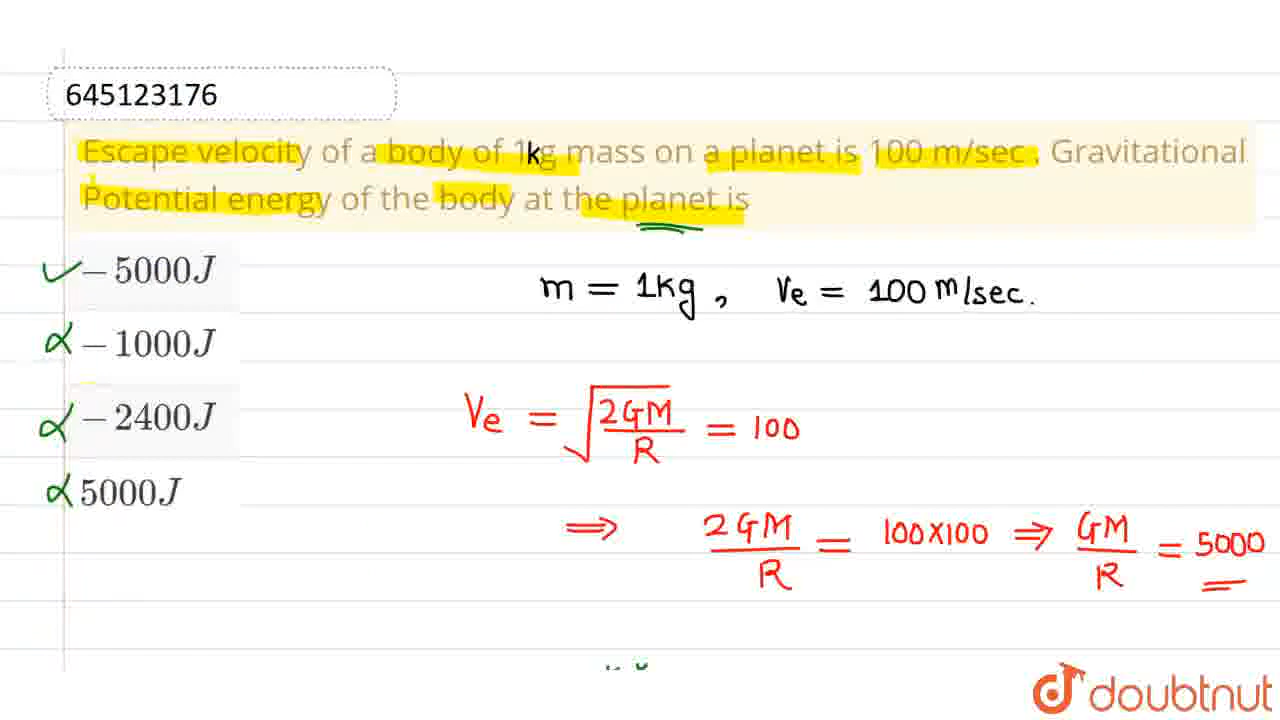 645123176
Escape velocity of a body of 1kg mass on a planet is 100 m/sec . Gravitational
Potential energy of the body at the planet is
- 5000J
- 1000J
- 2400J
5000J
m = 1kg , Ve = 100 m/sec.
Ve = √2GM/R = 100
⇒ 2GM/R = 100×100 ⇒ GM/R = 5000
doubtnut